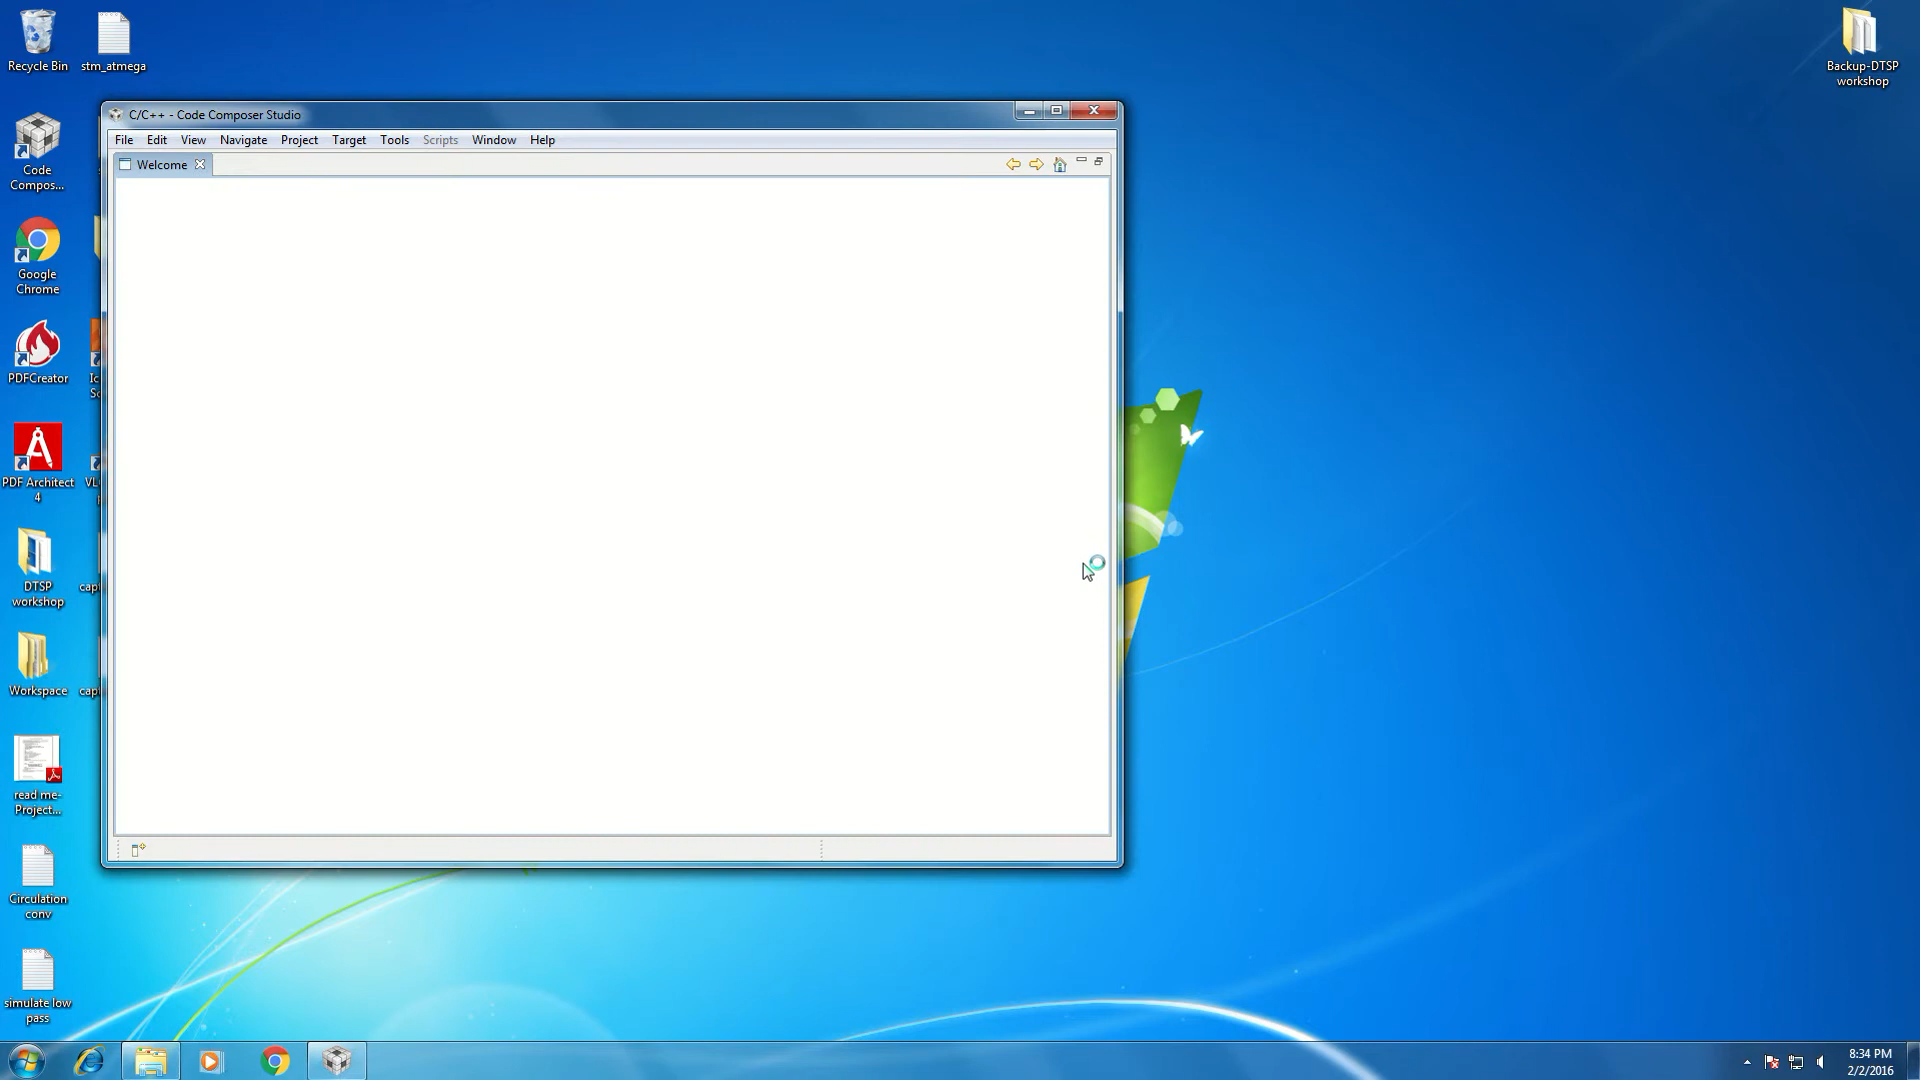 Recycle Bin
stm_atmega
Backup-DTSP
workshop
C/C++ - Code Composer Studio
File Edit View Navigate Project Target Tools Scripts Window Help
Welcome
Code
Compos...
Google
Chrome
PDFCreator
PDF Architect
4
DTSP
workshop
Workspace
read me-
Project...
Circulation
conv
simulate low
pass
8:34 PM
2/2/2016